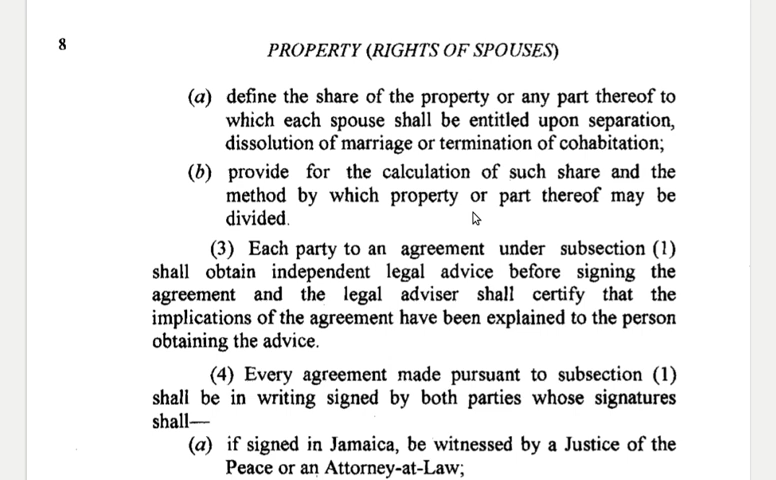 8
PROPERTY (RIGHTS OF SPOUSES)
(a) define the share of the property or any part thereof to
which each spouse shall be entitled upon separation,
dissolution of marriage or termination of cohabitation;
(b) provide for the calculation of such share and the
method by which property or part thereof may be
divided.
(3) Each party to an agreement under subsection (1)
shall obtain independent legal advice before signing the
agreement and the legal adviser shall certify that the
implications of the agreement have been explained to the person
obtaining the advice.
(4) Every agreement made pursuant to subsection (1)
shall be in writing signed by both parties whose signatures
shall—
(a) if signed in Jamaica, be witnessed by a Justice of the
Peace or an Attorney-at-Law;